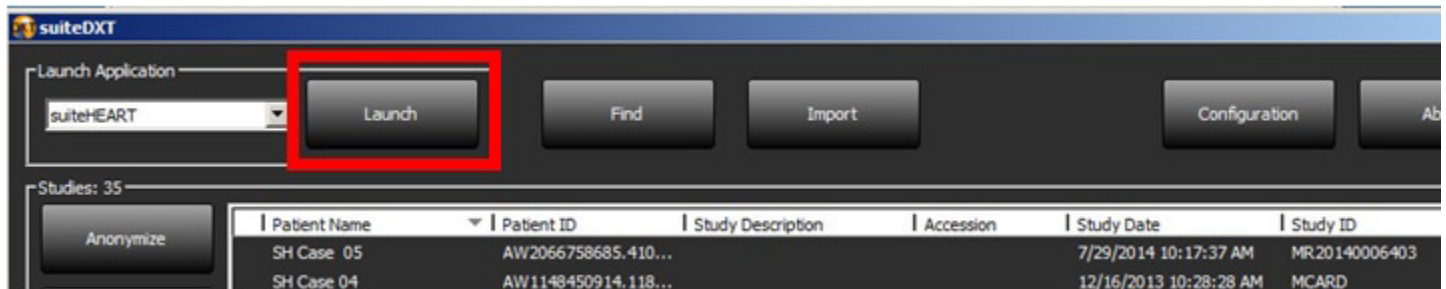 suiteDXT
Launch Application
suiteHEART Launch Find Import Configuration Ab
Studies: 35
Anonymize
Patient Name Patient ID Study Description Accession Study Date Study ID
SH Case 05 AW2066758685.410... 7/29/2014 10:17:37 AM MR20140006403
SH Case 04 AW1148450914.118... 12/16/2013 10:28:28 AM MCARD